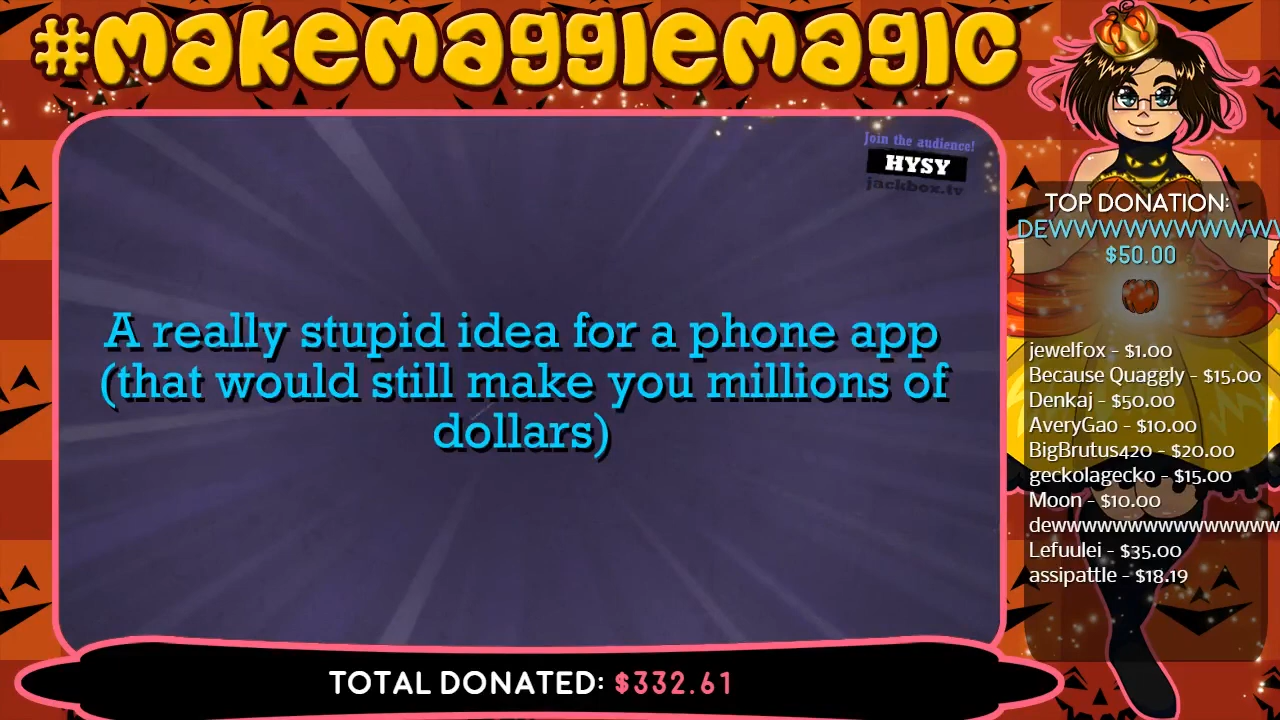 #makemaggiemagic
Join the audience!
HYSY
jackbox.tv
A really stupid idea for a phone app
(that would still make you millions of
dollars)
TOP DONATION:
DEWWWWWWWWWWW
$50.00
jewelfox - $1.00
Because Quaggly - $15.00
Denkaj - $50.00
AveryGao - $10.00
BigBrutus420 - $20.00
geckolagecko - $15.00
Moon - $10.00
dewwwwwwwwwwwwwww
Lefuulei - $35.00
assipattle - $18.19
TOTAL DONATED: $332.61